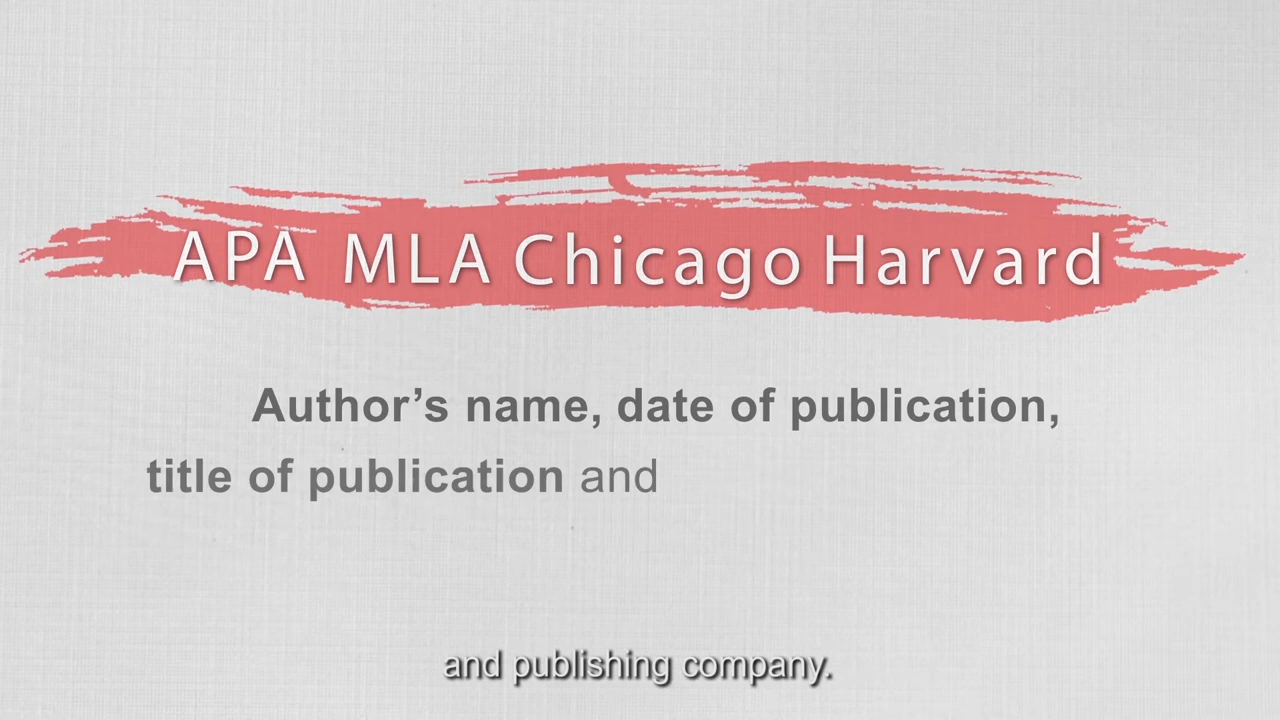 APA MLA Chicago Harvard
Author’s name, date of publication,
title of publication and
and publishing company.